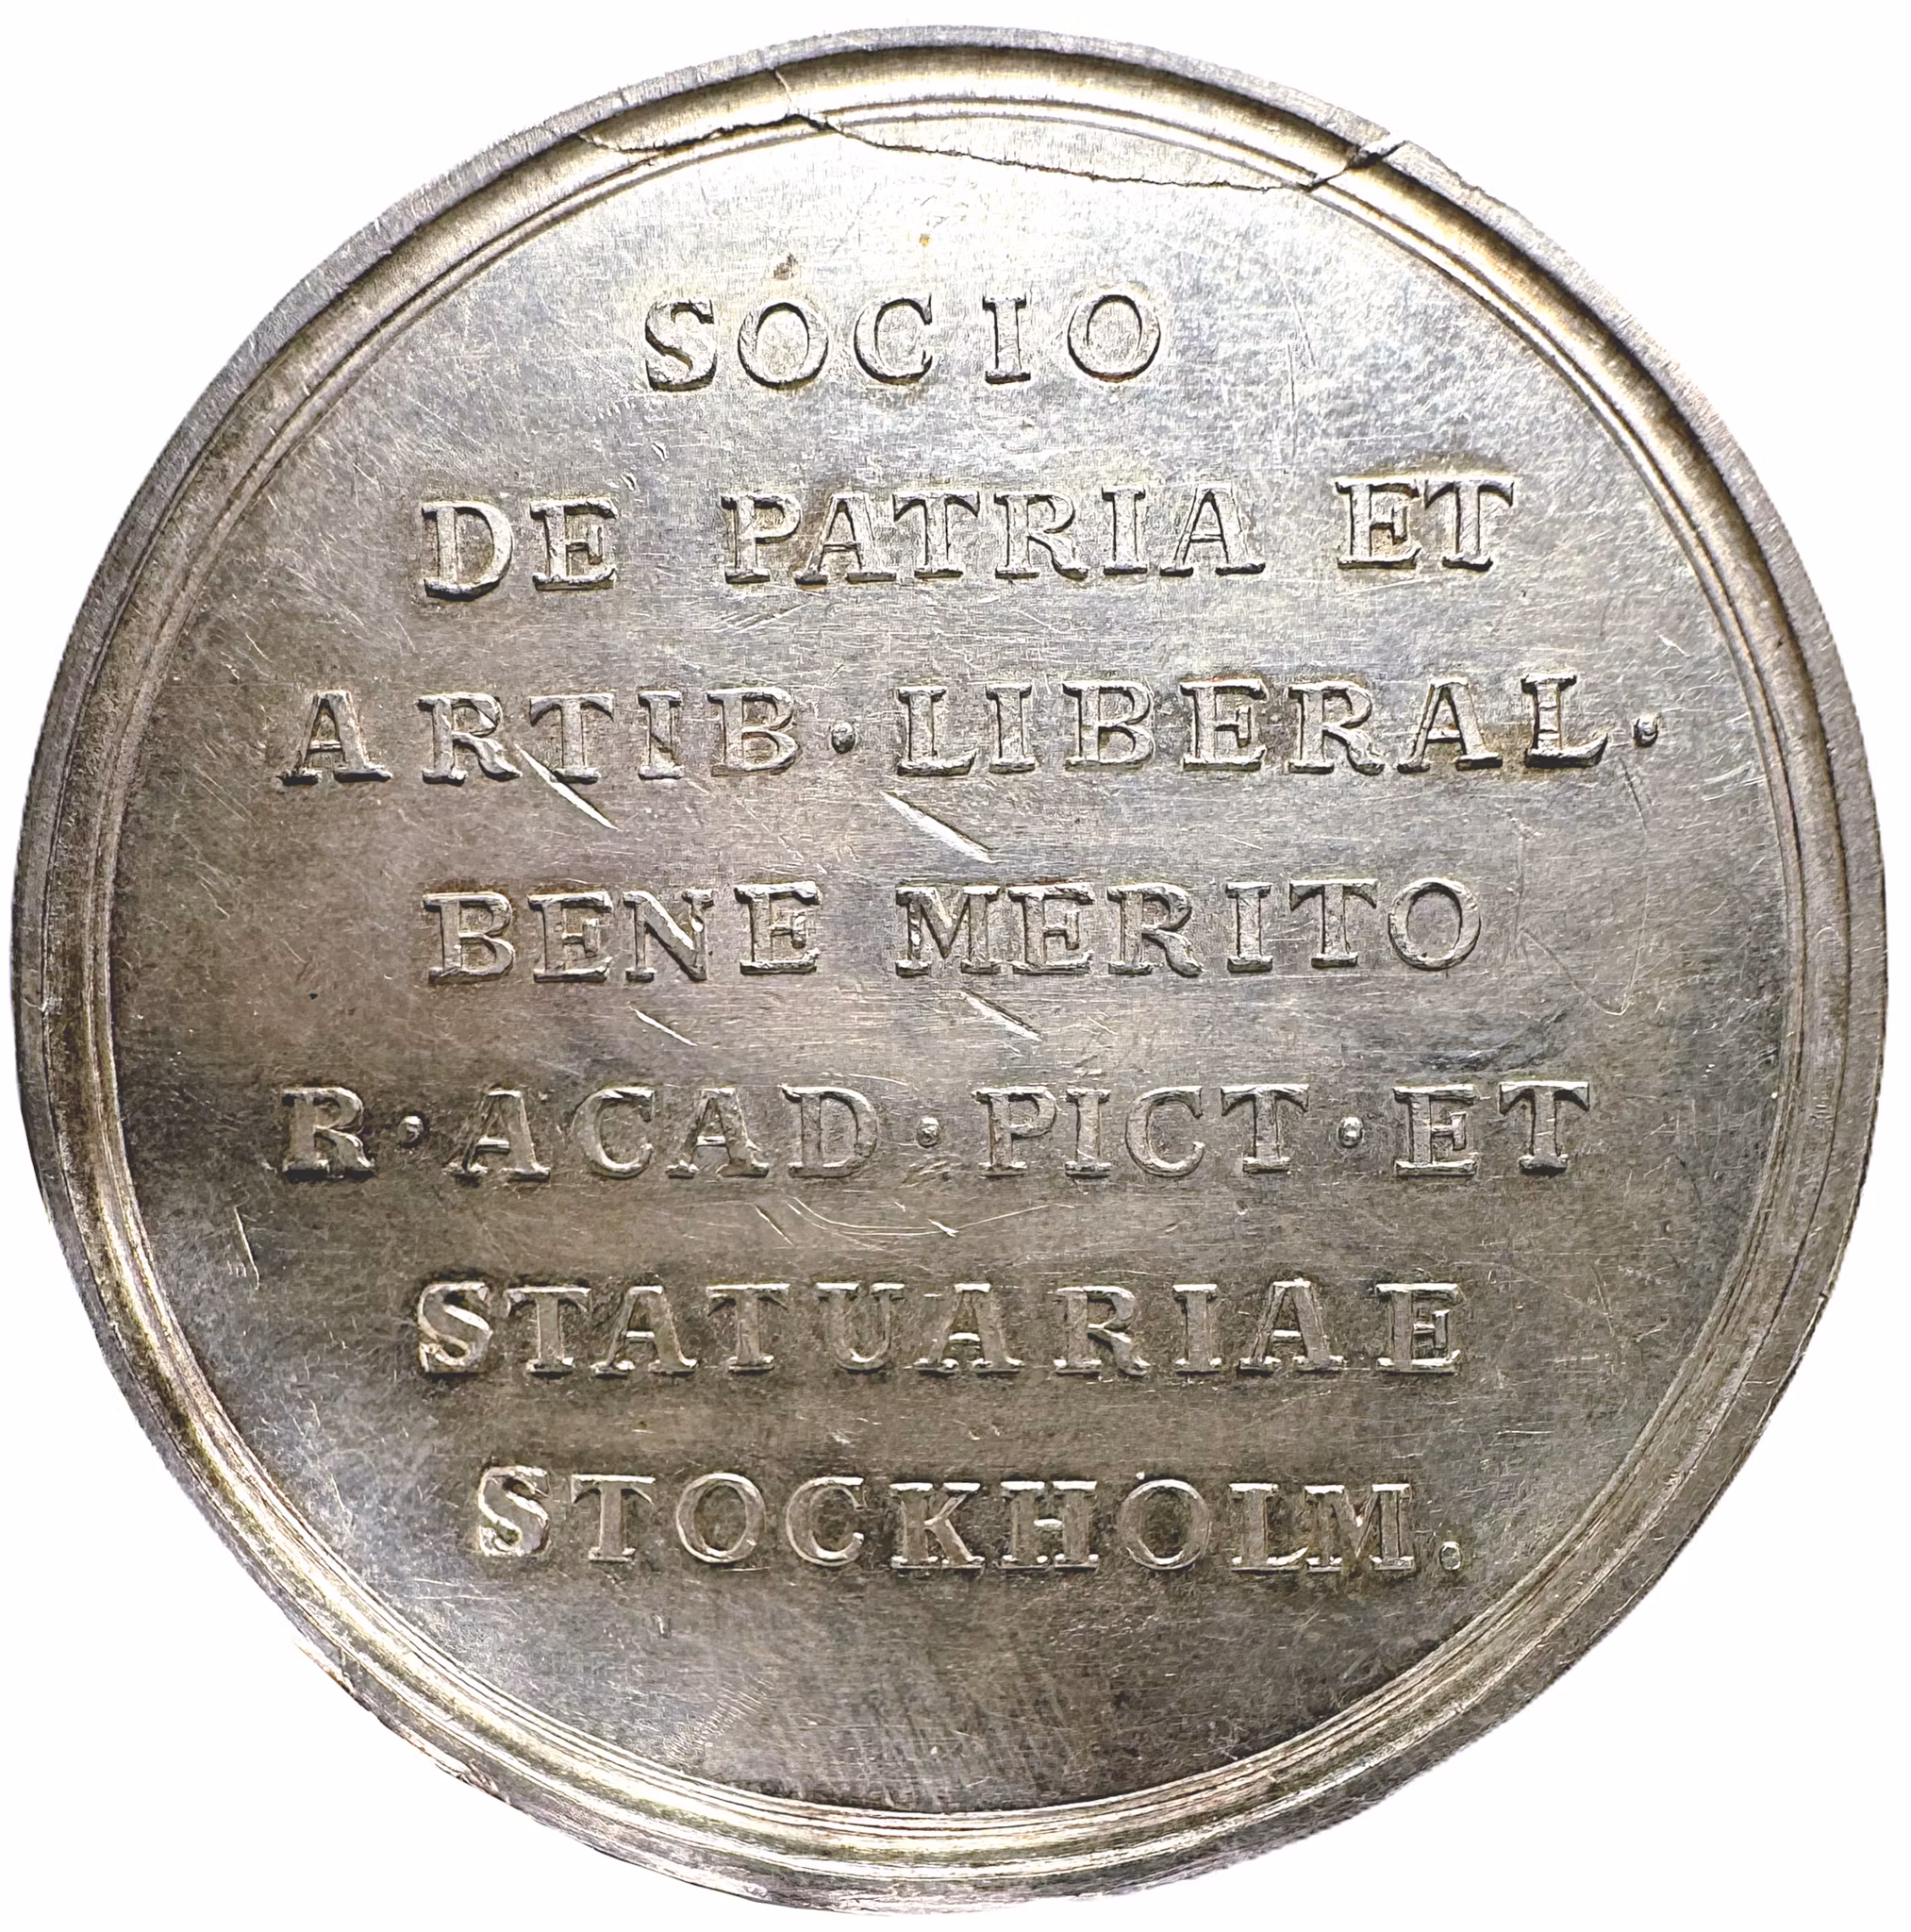 SOCIO
DE PATRIA ET
ARTIB·LIBERAL·
BENE MERITO
R·ACAD·PICT·ET
STATUARIAE
STOCKHOLM.